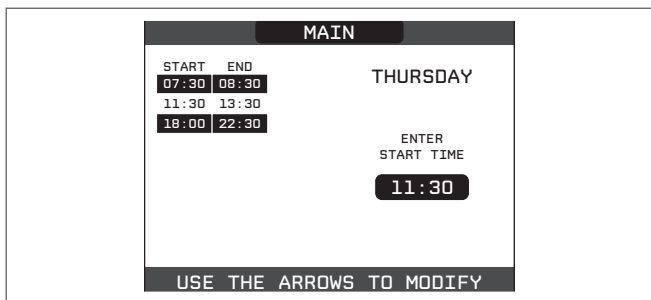 MAIN
START END
07:30 08:30
11:30 13:30
18:00 22:30
THURSDAY
ENTER
START TIME
11:30
USE THE ARROWS TO MODIFY